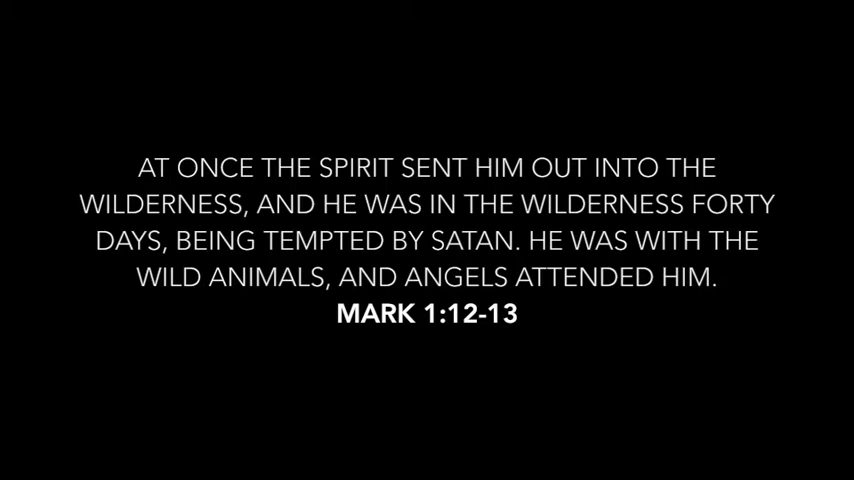 AT ONCE THE SPIRIT SENT HIM OUT INTO THE
WILDERNESS, AND HE WAS IN THE WILDERNESS FORTY
DAYS, BEING TEMPTED BY SATAN. HE WAS WITH THE
WILD ANIMALS, AND ANGELS ATTENDED HIM.
MARK 1:12-13